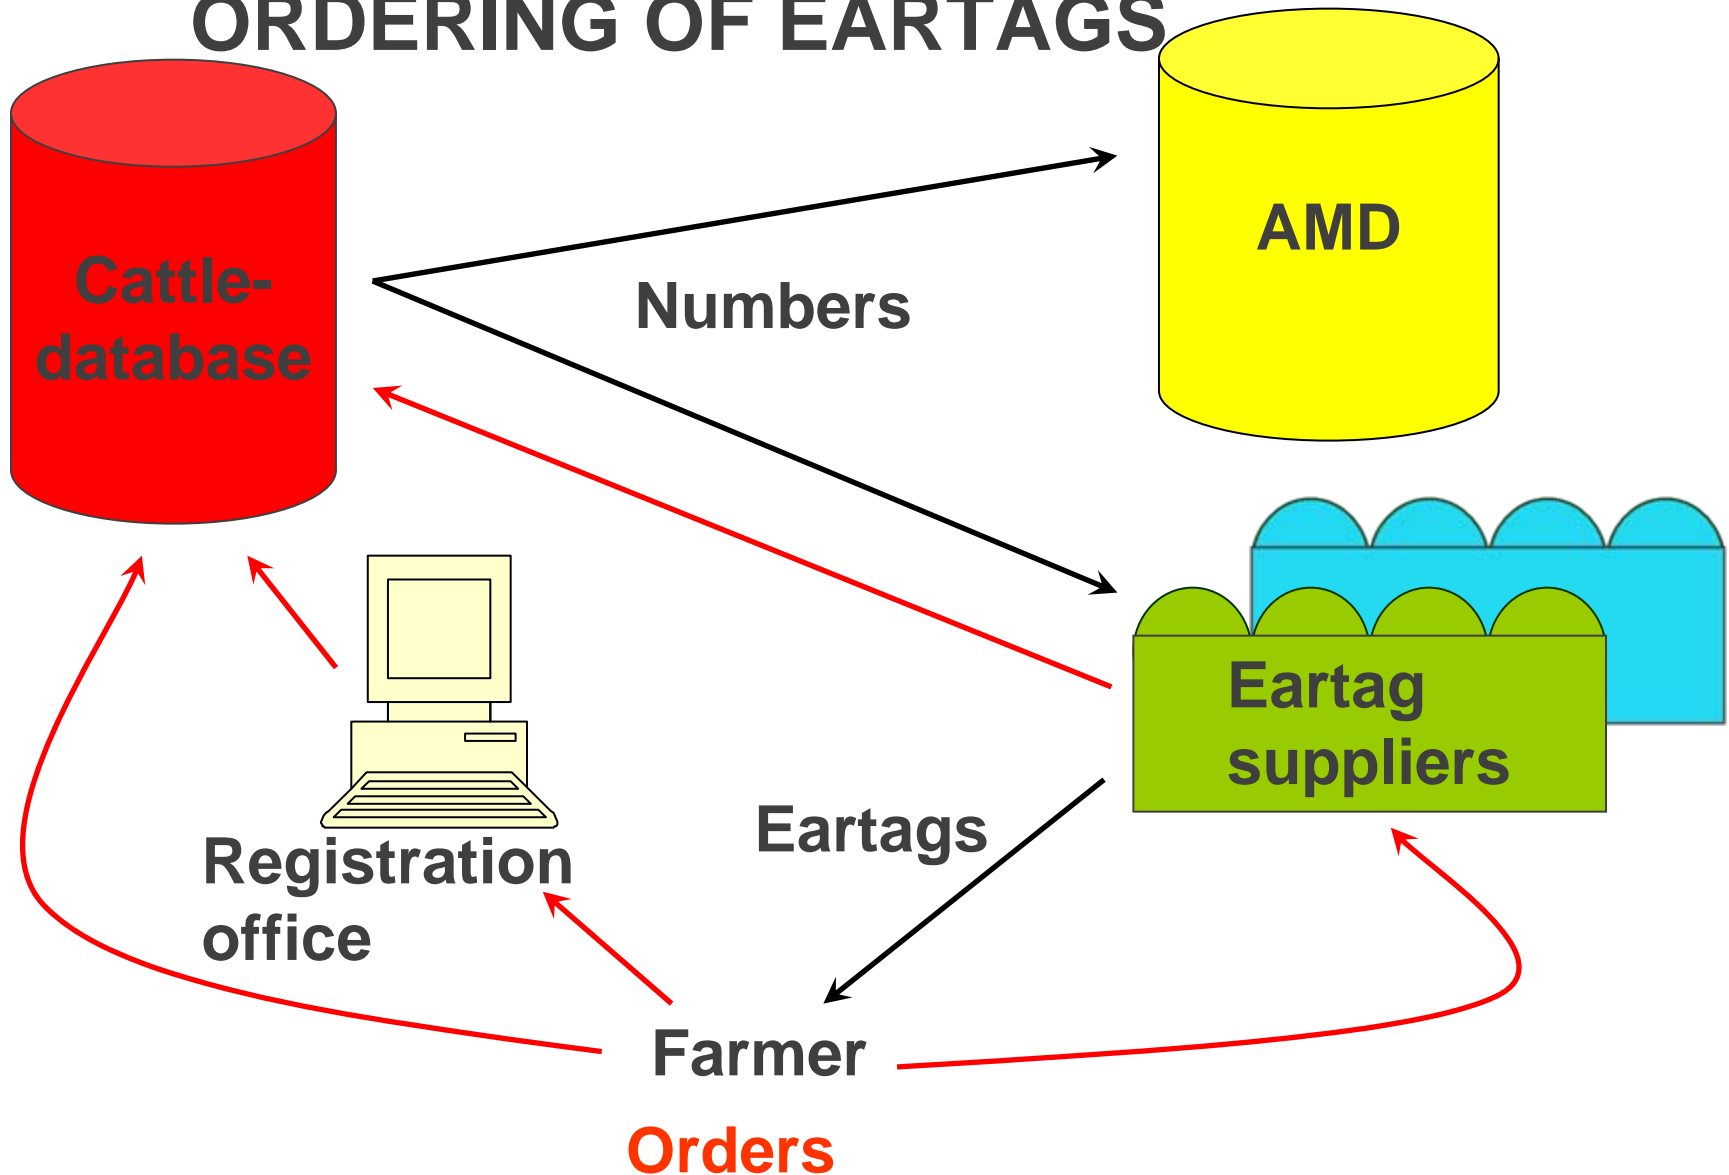 ORDERING OF EARTAGS
AMD
Cattle-
database
Numbers
Eartag
suppliers
Eartags
Registration
office
Farmer
Orders